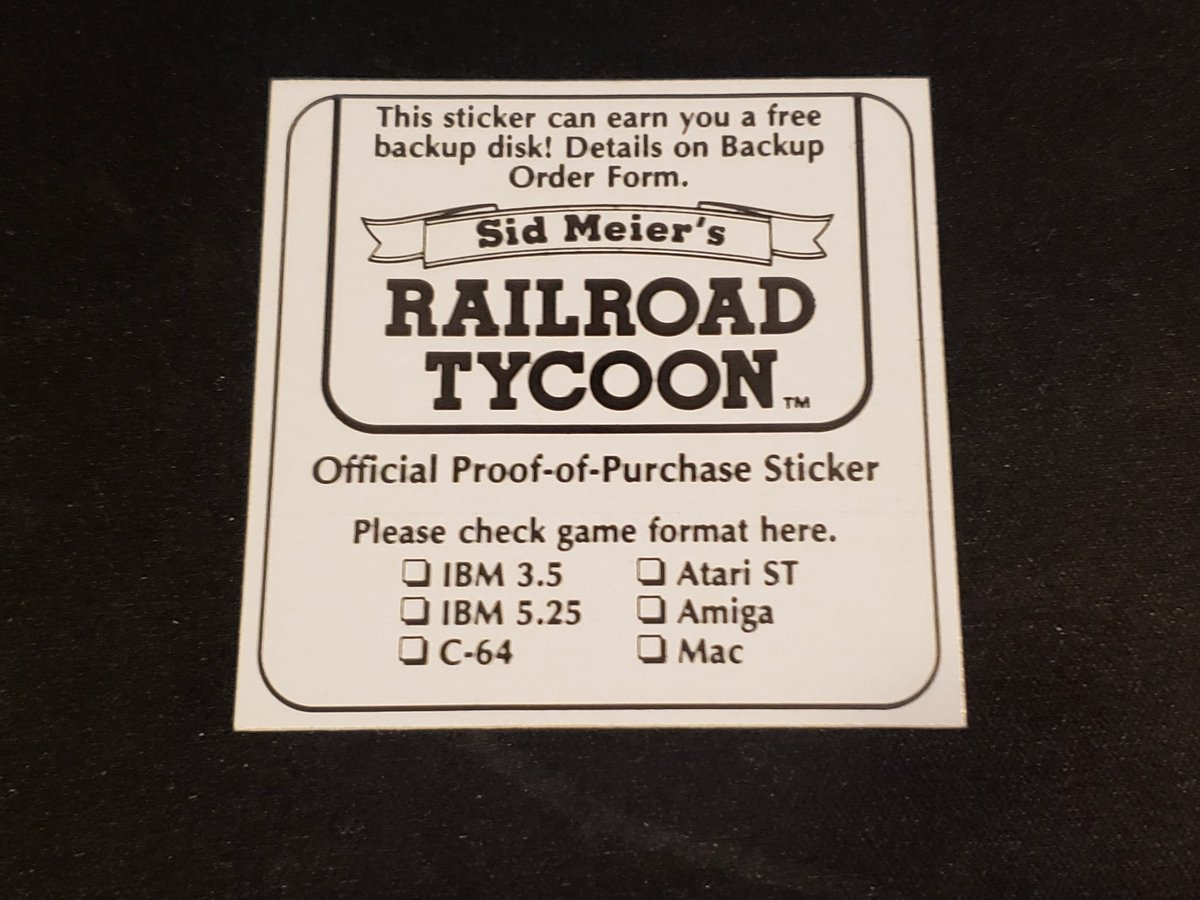 This sticker can earn you a free
backup disk! Details on Backup
Order Form.
Sid Meier's
RAILROAD
TYCOON™
Official Proof-of-Purchase Sticker
Please check game format here.
❏ IBM 3.5 ❏ Atari ST
❏ IBM 5.25 ❏ Amiga
❏ C-64 ❏ Mac